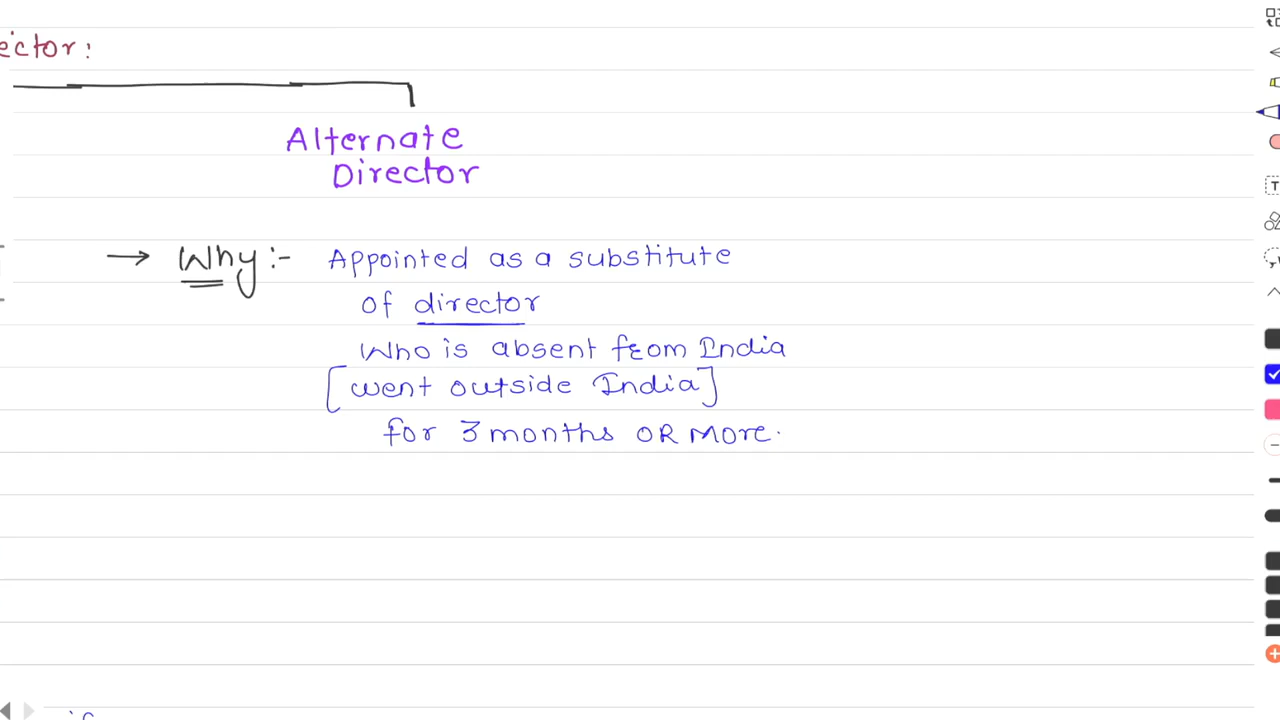 ector:
Alternate
Director
→ Why:- Appointed as a substitute
of director
Who is absent from India
[went outside India]
for 3 months OR MORE.
if